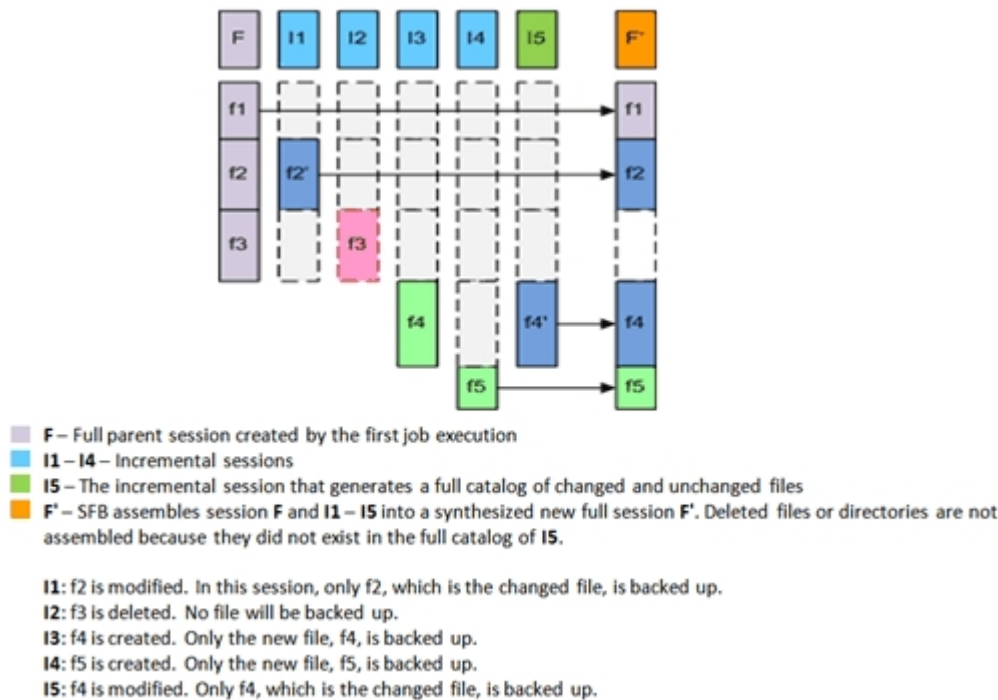 F I1 I2 I3 I4 I5 F'
f1 f1
f2 f2' f2
f3 f3
f4 f4' f4
f5 f5
F – Full parent session created by the first job execution
I1 – I4 – Incremental sessions
I5 – The incremental session that generates a full catalog of changed and unchanged files
F' – SFB assembles session F and I1 – I5 into a synthesized new full session F'. Deleted files or directories are not
assembled because they did not exist in the full catalog of I5.
I1: f2 is modified. In this session, only f2, which is the changed file, is backed up.
I2: f3 is deleted. No file will be backed up.
I3: f4 is created. Only the new file, f4, is backed up.
I4: f5 is created. Only the new file, f5, is backed up.
I5: f4 is modified. Only f4, which is the changed file, is backed up.